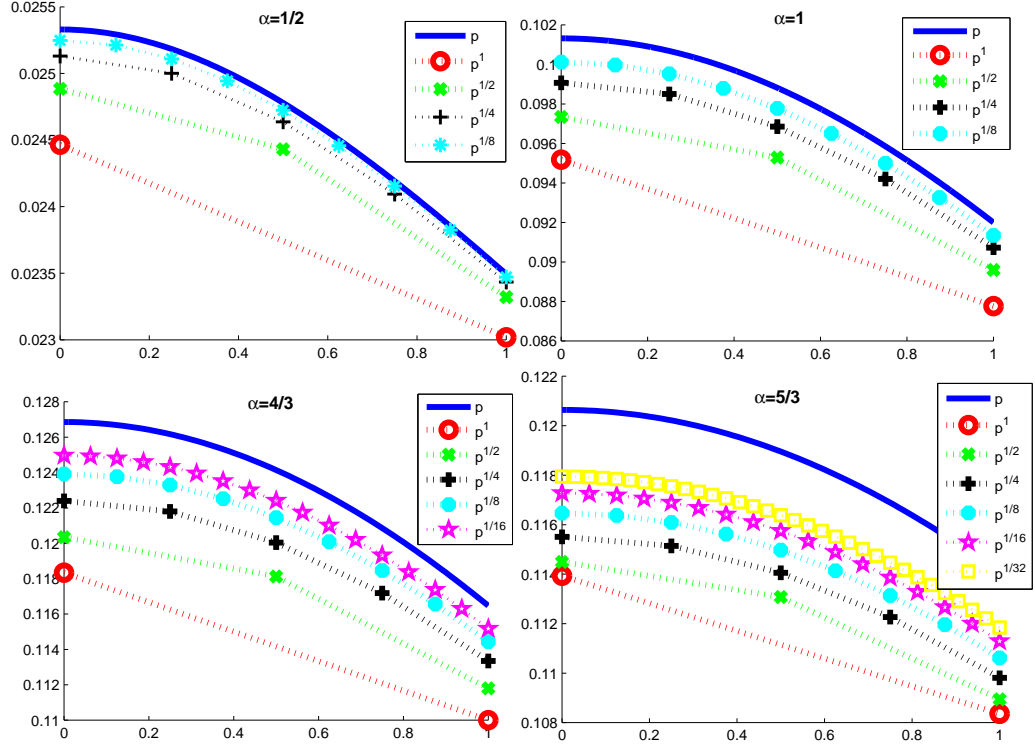 α=1/2
p
p^1
p^{1/2}
p^{1/4}
p^{1/8}
0.0255
0.025
0.0245
0.024
0.0235
0.023
0 0.2 0.4 0.6 0.8 1
α=1
p
p^1
p^{1/2}
p^{1/4}
p^{1/8}
0.102
0.1
0.098
0.096
0.094
0.092
0.09
0.088
0.086
0 0.2 0.4 0.6 0.8 1
α=4/3
p
p^1
p^{1/2}
p^{1/4}
p^{1/8}
p^{1/16}
0.128
0.126
0.124
0.122
0.120
0.118
0.116
0.114
0.112
0.11
0 0.2 0.4 0.6 0.8 1
α=5/3
p
p^1
p^{1/2}
p^{1/4}
p^{1/8}
p^{1/16}
p^{1/32}
0.122
0.120
0.118
0.116
0.114
0.112
0.110
0.108
0 0.2 0.4 0.6 0.8 1